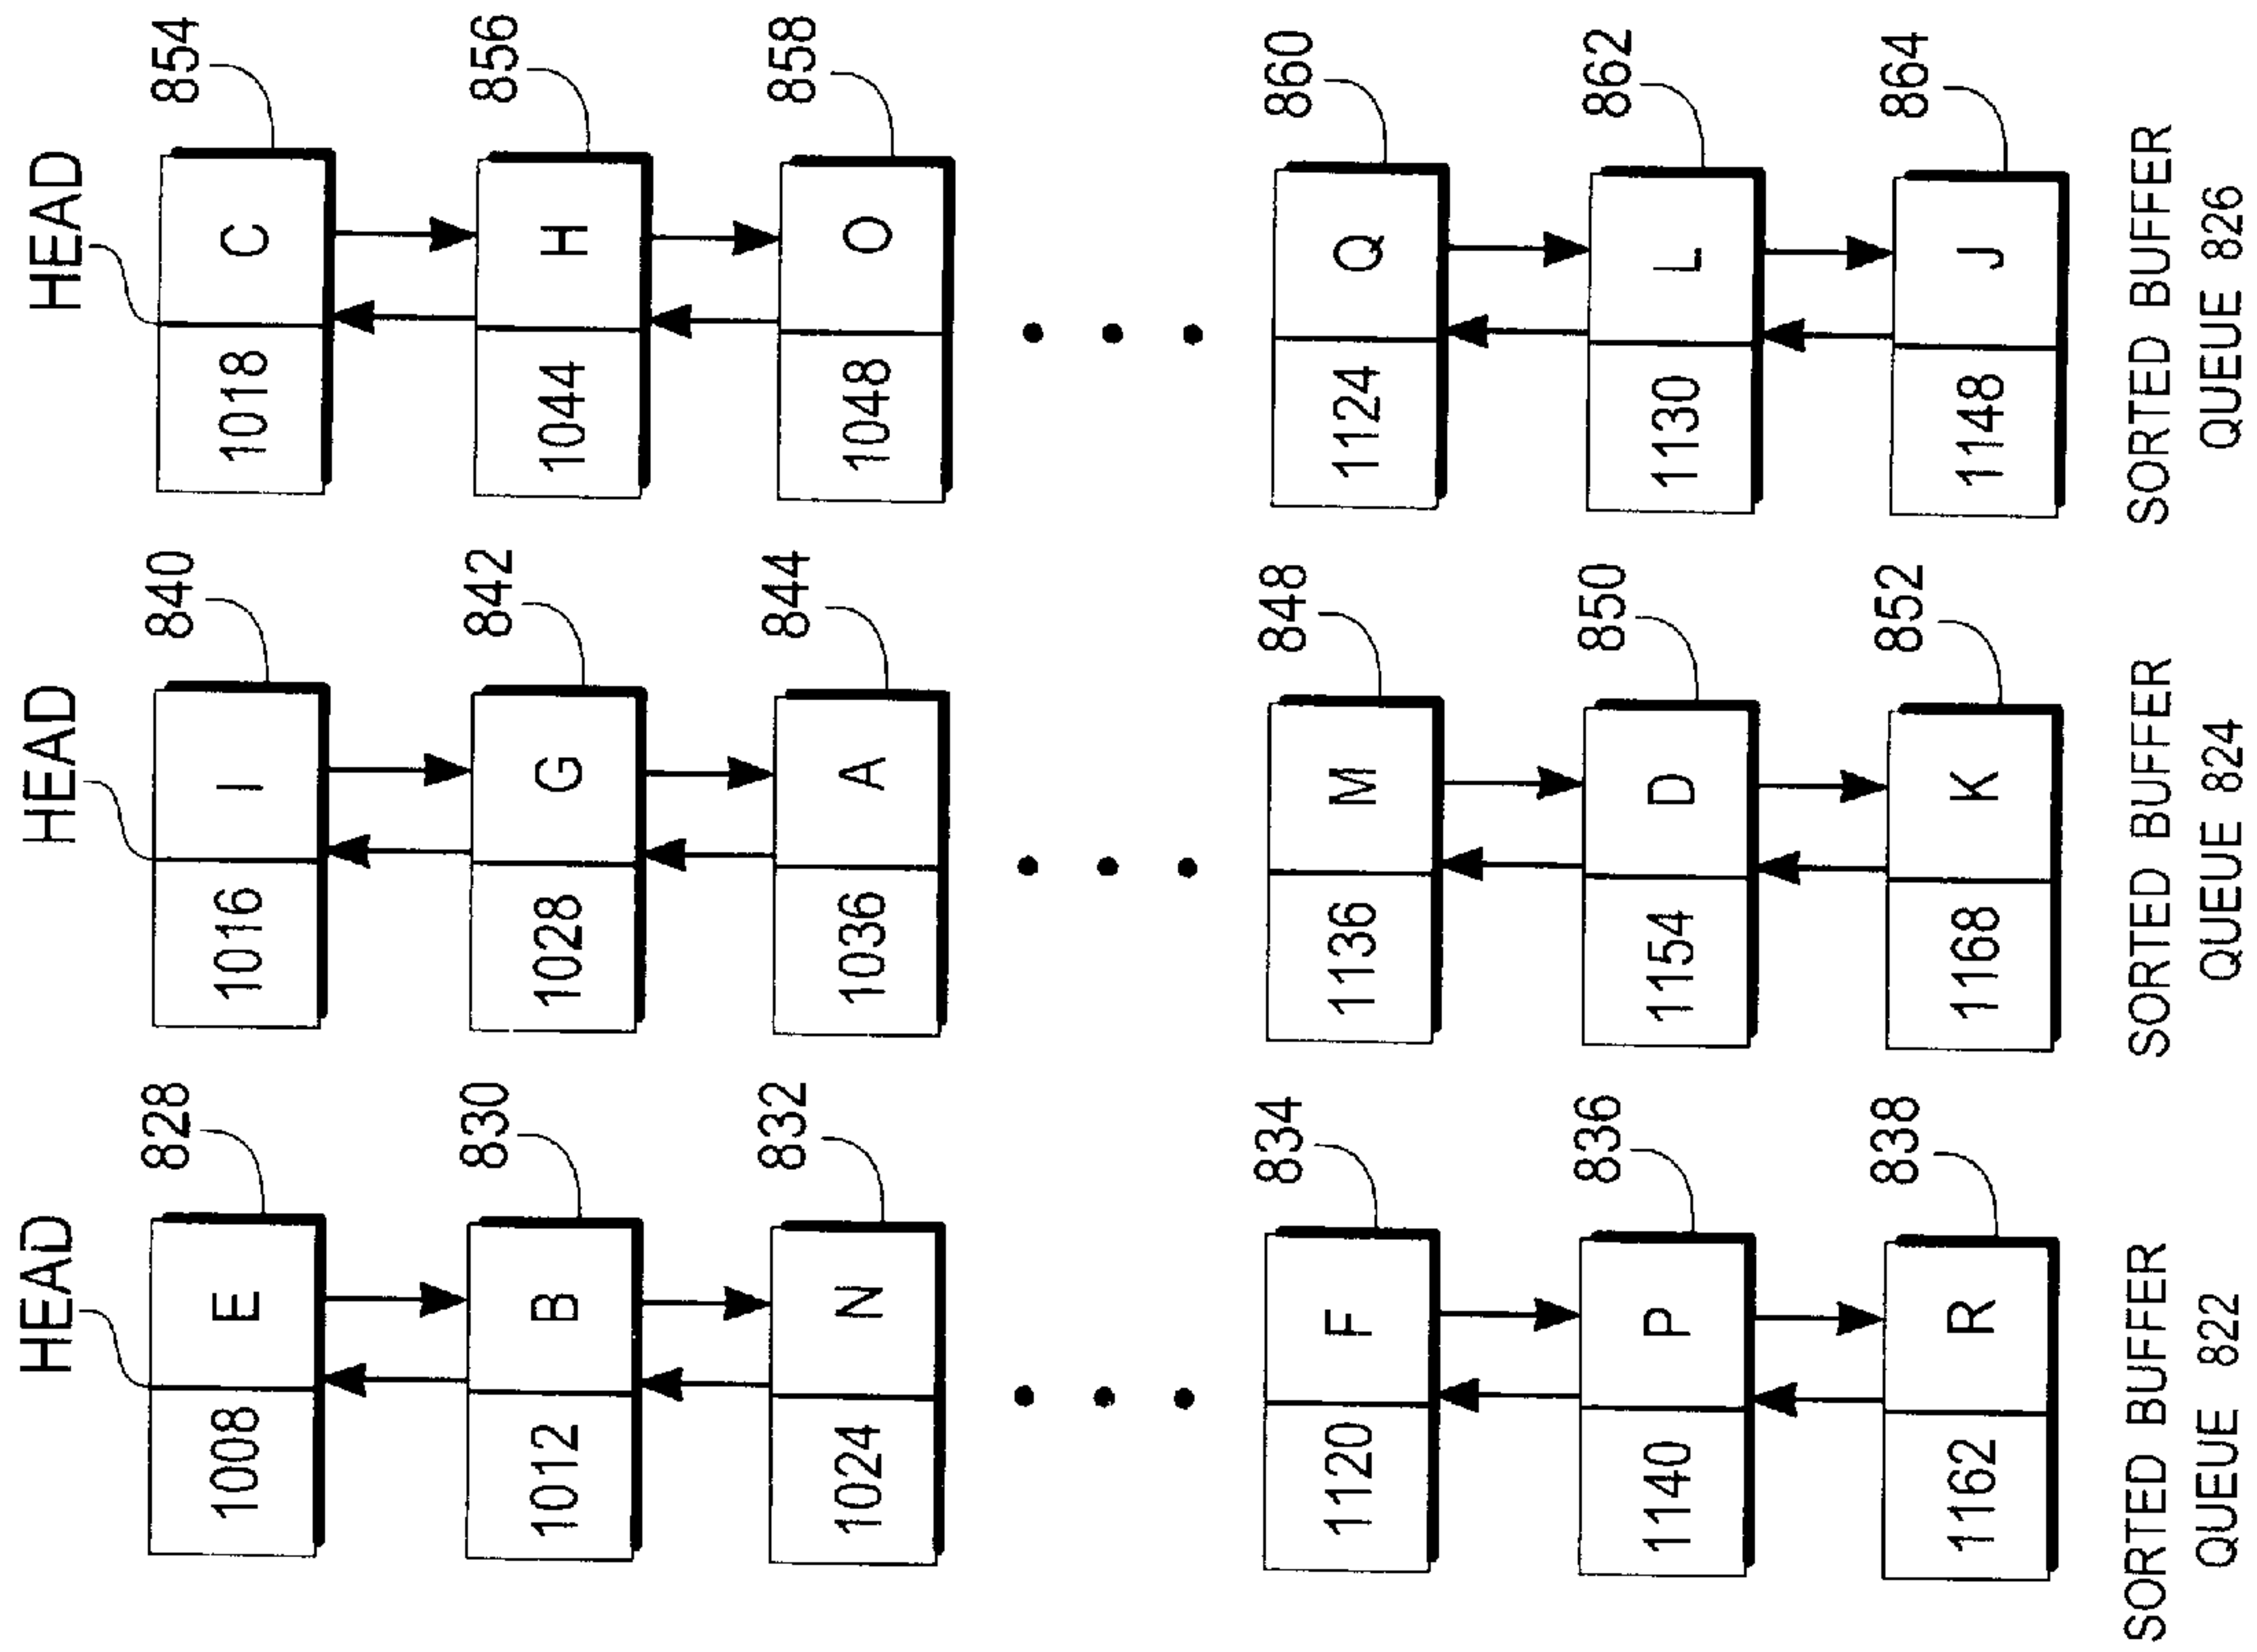 HEAD
1008 E
828
1012 B
830
1024 N
832
1120 F
834
1140 P
836
1162 R
838
SORTED BUFFER
QUEUE 822
HEAD
1016 I
840
1028 G
842
1036 A
844
1136 M
848
1154 D
850
1168 K
852
SORTED BUFFER
QUEUE 824
HEAD
1018 C
854
1044 H
856
1048 O
858
1124 Q
860
1130 L
862
1148 J
864
SORTED BUFFER
QUEUE 826